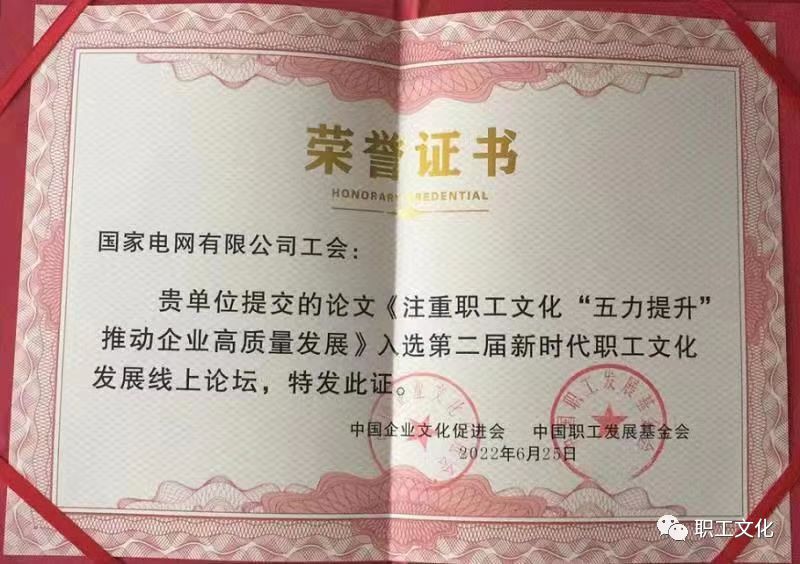 荣誉证书
HONORARY CREDENTIAL
国家电网有限公司工会：
贵单位提交的论文《注重职工文化“五力提升”
推动企业高质量发展》入选第二届新时代职工文化
发展线上论坛，特发此证。
中国企业文化促进会 中国职工发展基金会
2022年6月25日
职工文化